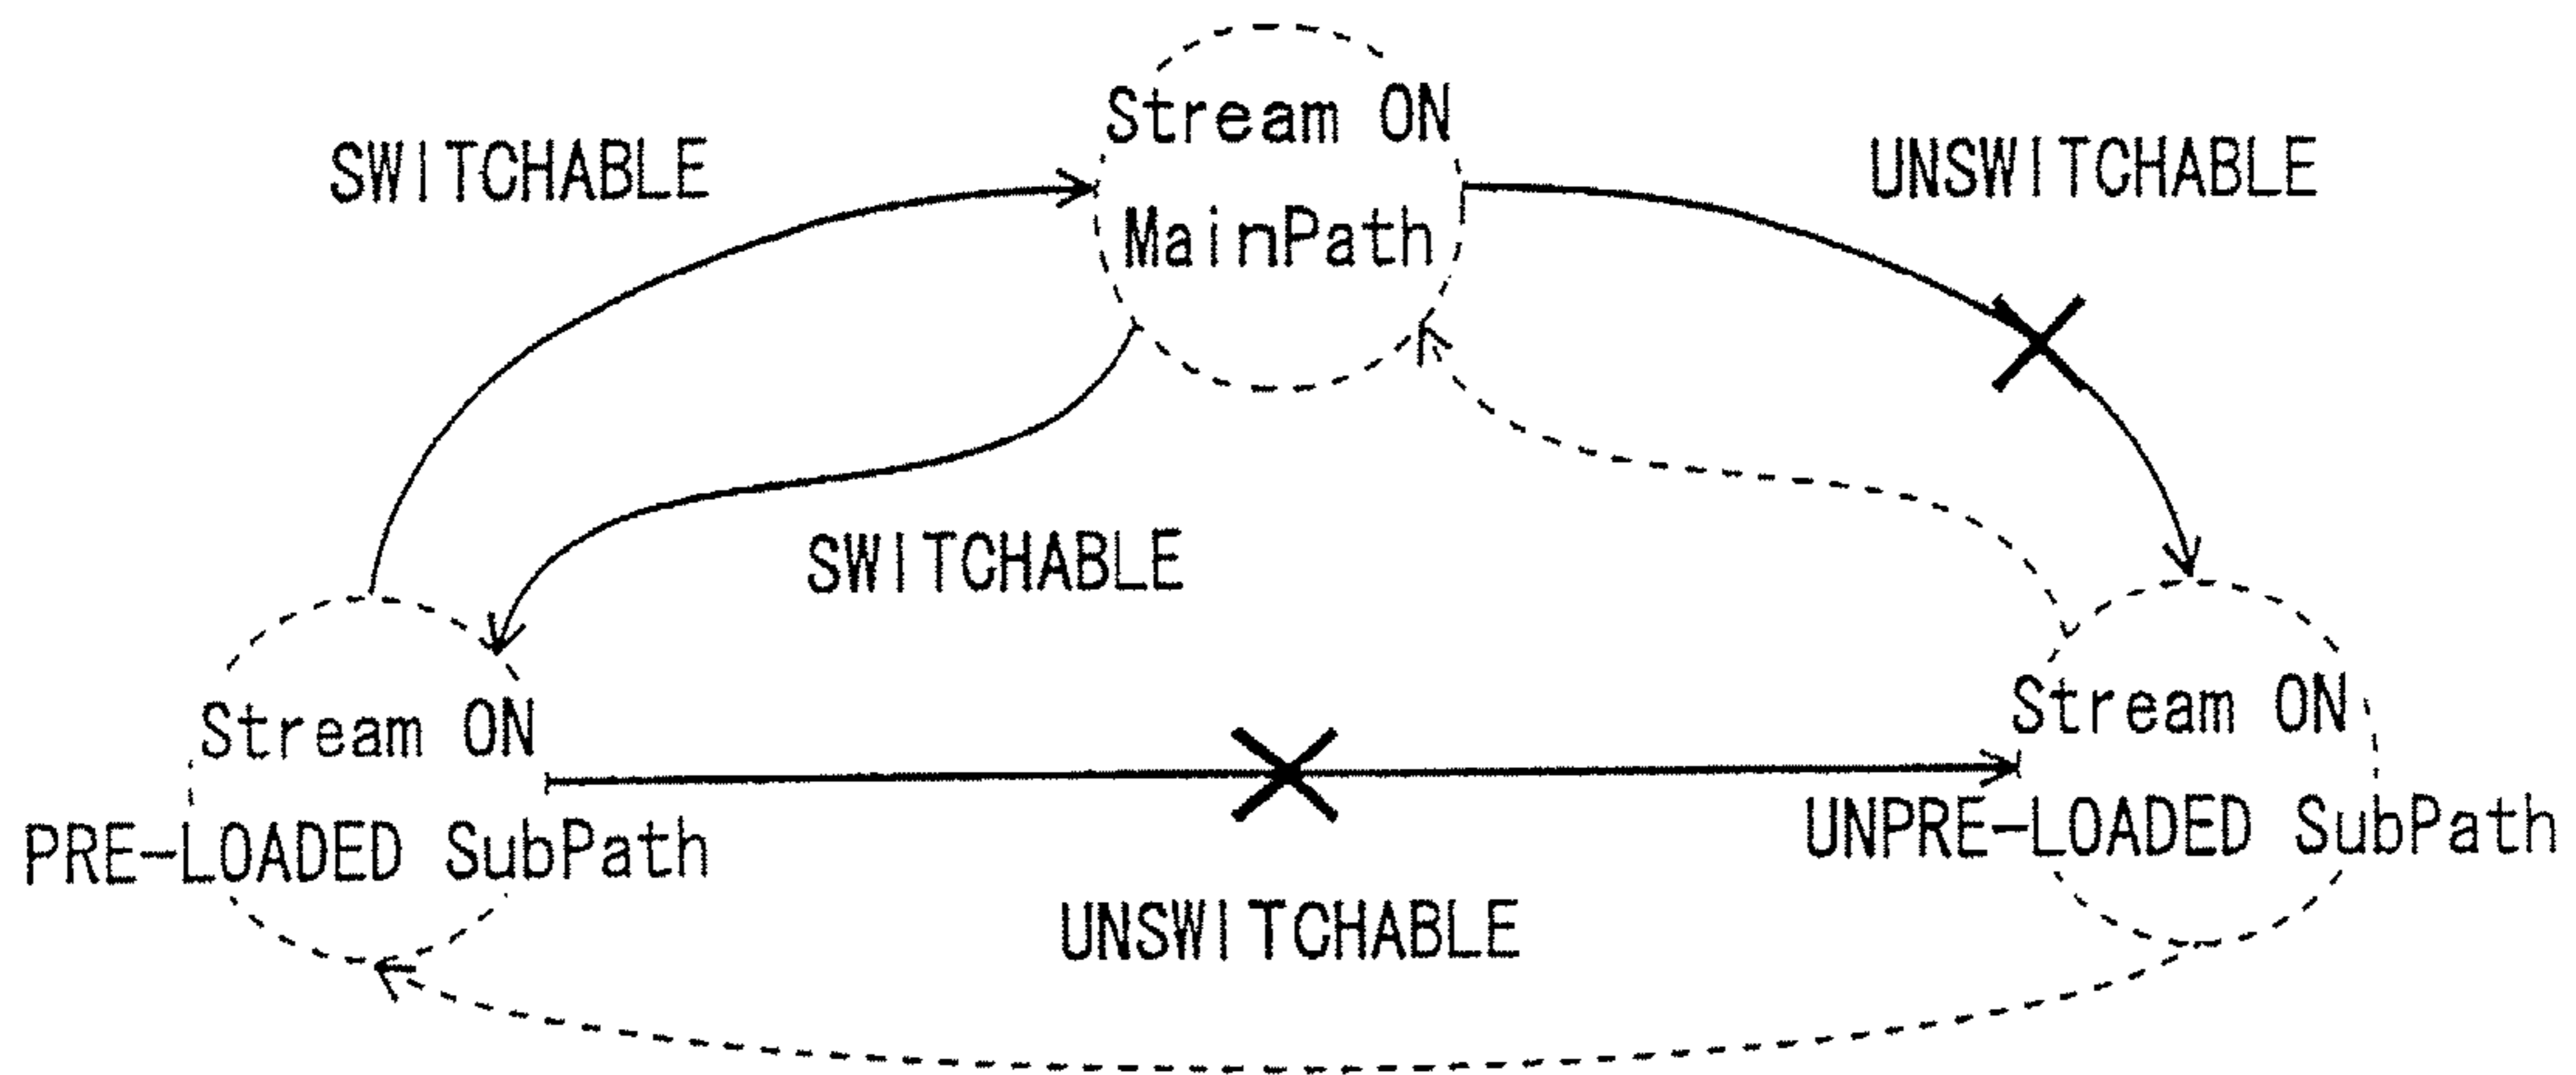 Stream ON
MainPath
SWITCHABLE
UNSWITCHABLE
SWITCHABLE
Stream ON
PRE-LOADED SubPath
Stream ON
UNPRE-LOADED SubPath
UNSWITCHABLE